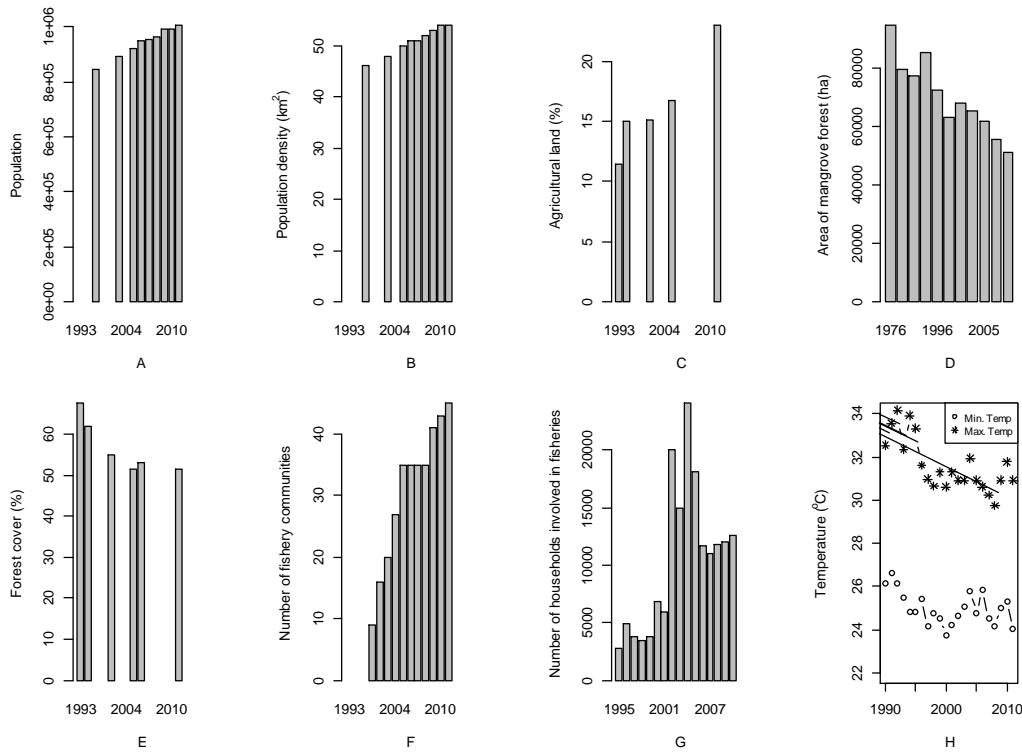 Population
0e+00 2e+05 4e+05 6e+05 8e+05 1e+06
1993 2004 2010
A
Population density (km²)
0 10 20 30 40 50
1993 2004 2010
B
Agricultural land (%)
0 5 10 15 20
1993 2004 2010
C
Area of mangrove forest (ha)
0 20000 40000 60000 80000
1976 1996 2005
D
Forest cover (%)
0 10 20 30 40 50 60
1993 2004 2010
E
Number of fishery communities
0 10 20 30 40
1993 2004 2010
F
Number of households involved in fisheries
0 5000 10000 15000 20000
1995 2001 2007
G
Temperature (⁰C)
22 24 26 28 30 32 34
Min. Temp
Max. Temp
1990 2000 2010
H